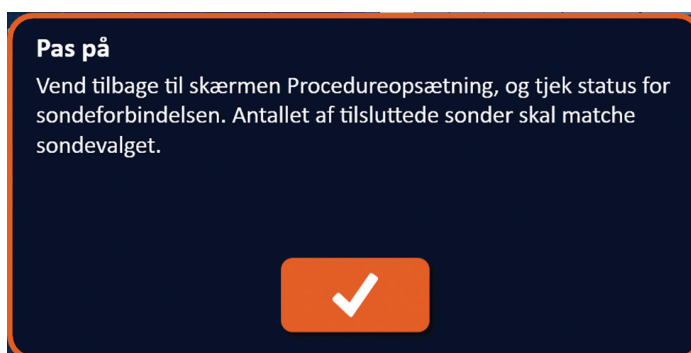 Pas på
Vend tilbage til skærmen Procedureopsætning, og tjek status for
sondeforbindelsen. Antallet af tilsluttede sonder skal matche
sondevalget.